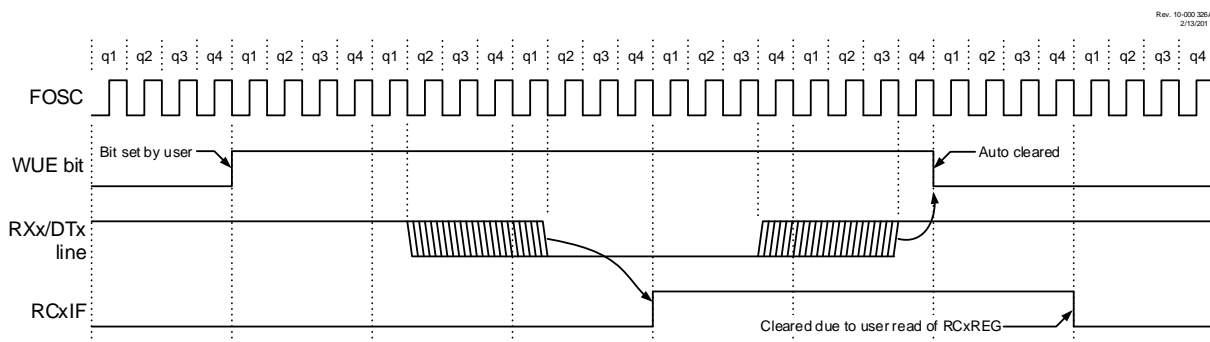 Rev. 10-000 326/
2/13/201
q1 q2 q3 q4 q1 q2 q3 q4 q1 q2 q3 q4 q1 q2 q3 q4 q1 q2 q3 q4 q1 q2 q3 q4 q1 q2 q3 q4 q1 q2 q3 q4
FOSC
Bit set by user
Auto cleared
WUE bit
RXx/DTx
line
RCxIF
Cleared due to user read of RCxREG